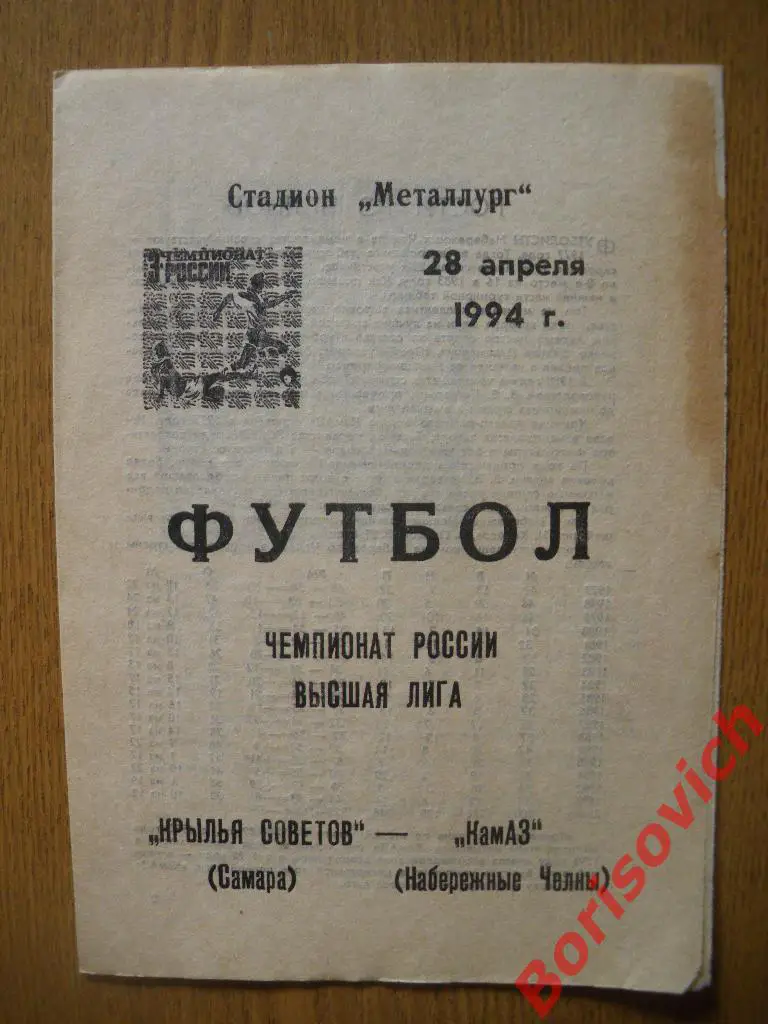 Стадион „Металлург“
3 ЧЕМПИОНАТ
РОССИИ
28 апреля
1994 г.
ФУТБОЛ
ЧЕМПИОНАТ РОССИИ
ВЫСШАЯ ЛИГА
„КРЫЛЬЯ СОВЕТОВ“ — „КамАЗ“
(Самара) (Набережные Челны)
Borisovich